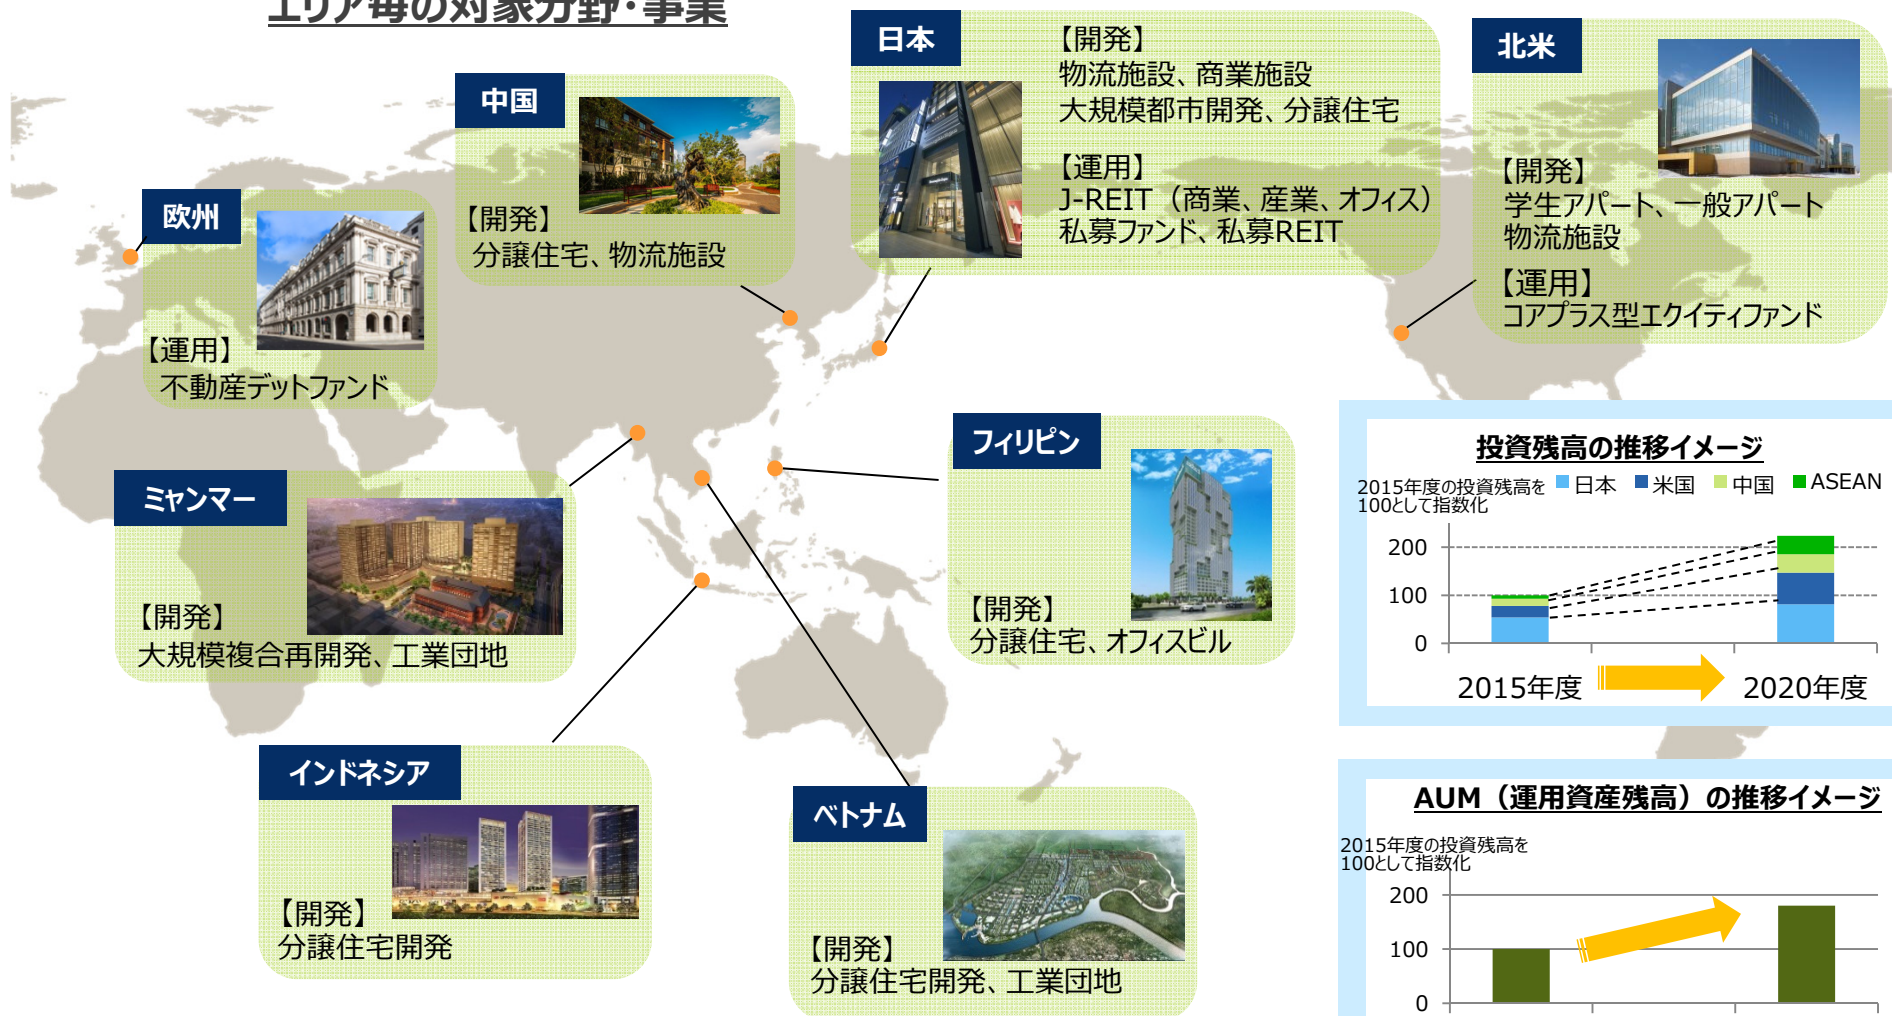 エリア毎の対象分野・事業
日本
【開発】
物流施設、商業施設
大規模都市開発、分譲住宅
【運用】
J-REIT（商業、産業、オフィス）
私募ファンド、私募REIT
北米
【開発】
学生アパート、一般アパート
物流施設
【運用】
コアプラス型エクイティファンド
中国
【開発】
分譲住宅、物流施設
欧州
【運用】
不動産デットファンド
ミャンマー
【開発】
大規模複合再開発、工業団地
フィリピン
【開発】
分譲住宅、オフィスビル
インドネシア
【開発】
分譲住宅開発
ベトナム
【開発】
分譲住宅開発、工業団地
投資残高の推移イメージ
2015年度の投資残高を
100として指数化
日本 米国 中国 ASEAN
200
100
0
2015年度 2020年度
AUM（運用資産残高）の推移イメージ
2015年度の投資残高を
100として指数化
200
100
0